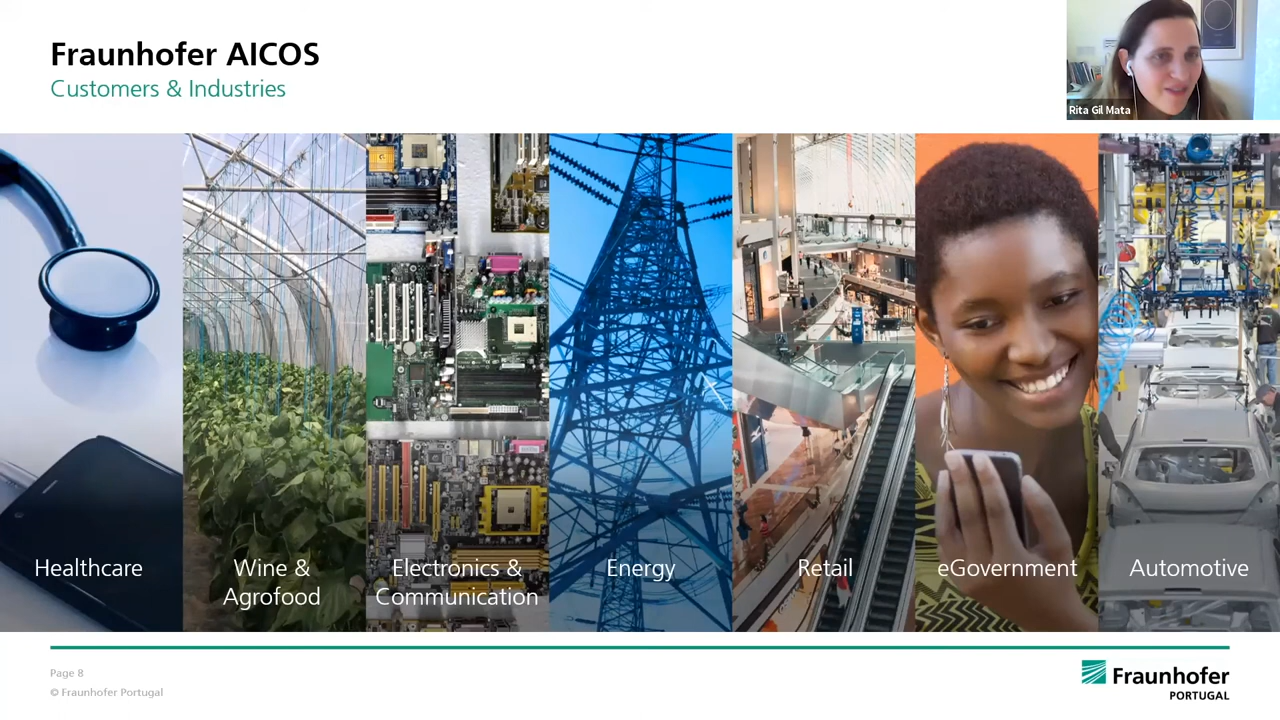 Fraunhofer AICOS
Customers & Industries
Rita Gil Mata
Healthcare
Wine &
Agrofood
Electronics &
Communication
Energy
Retail
eGovernment
Automotive
Page 8
© Fraunhofer Portugal
Fraunhofer
PORTUGAL